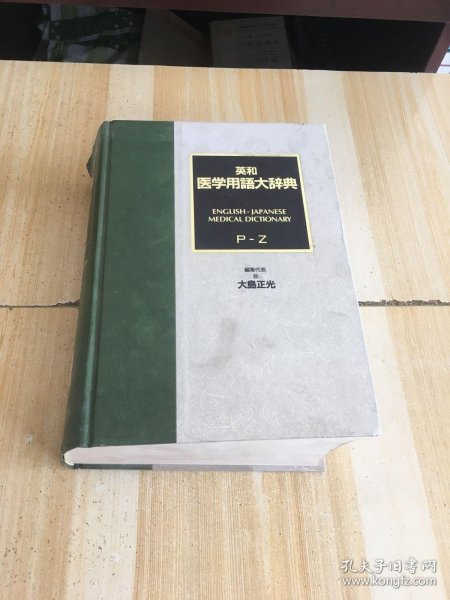 英和
医学用語大辞典
ENGLISH-JAPANESE
MEDICAL DICTIONARY
P-Z
編集代表
大島正光
孔夫子旧书网
www.kongfz.com